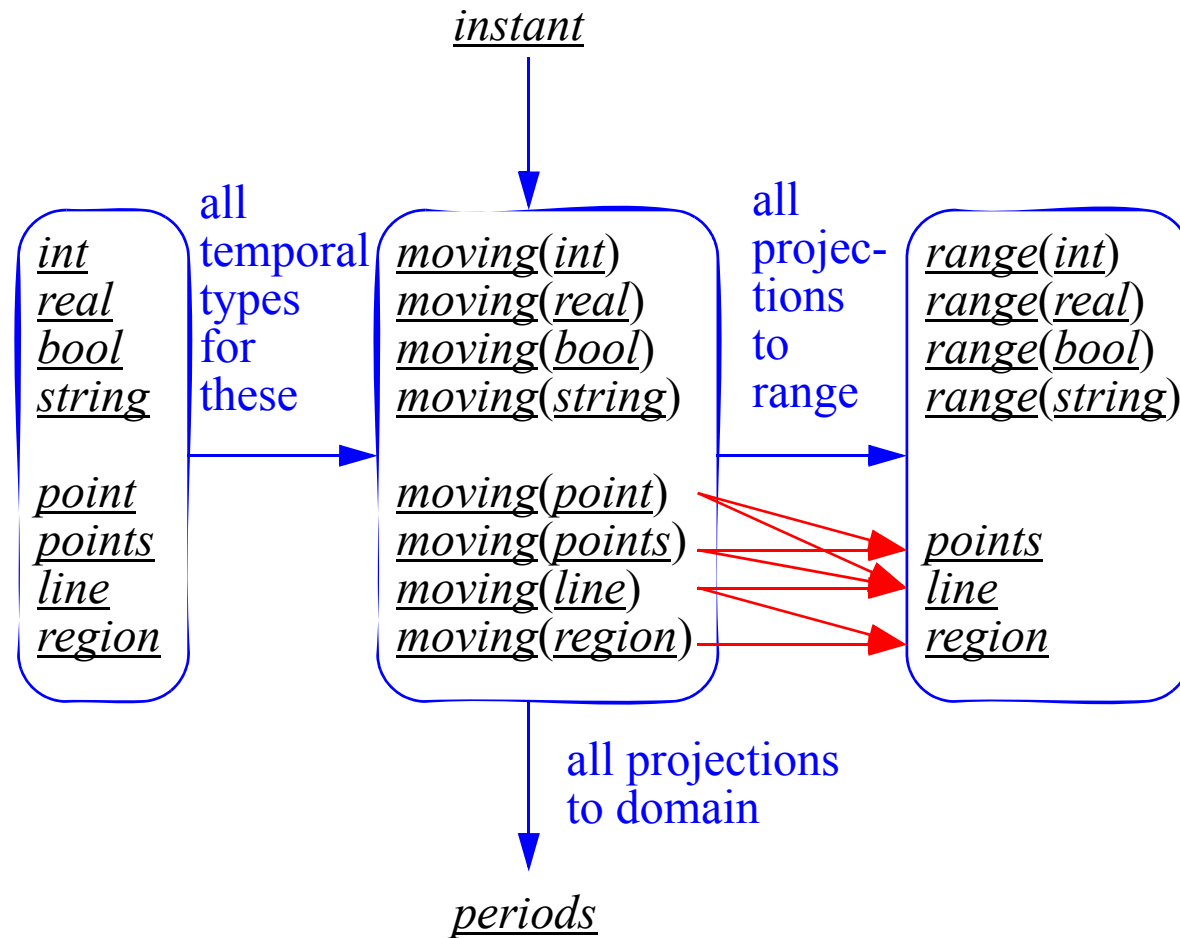 instant
int
real
bool
string
point
points
line
region
all
temporal
types
for
these
moving(int)
moving(real)
moving(bool)
moving(string)
moving(point)
moving(points)
moving(line)
moving(region)
all
projec-
tions
to
range
range(int)
range(real)
range(bool)
range(string)
points
line
region
all projections
to domain
periods